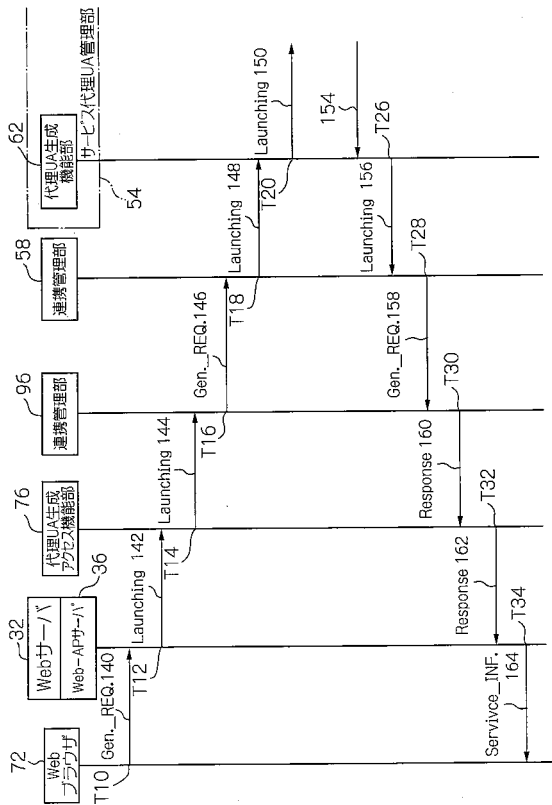 72
Web
ブラウザ
32
Webサーバ
Web-APサーバ
36
76
代理UA生成
アクセス機能部
96
連携管理部
58
連携管理部
62
代理UA生成
機能部
サービス代理UA管理部
54
T10
Gen._REQ.140
T12
Launching 142
T14
Launching 144
T16
Gen._REQ.146
T18
Launching 148
T20
Launching 150
154
T26
Launching 156
T28
Gen._REQ.158
T30
Response 160
T32
Response 162
T34
Servivce_INF.
164